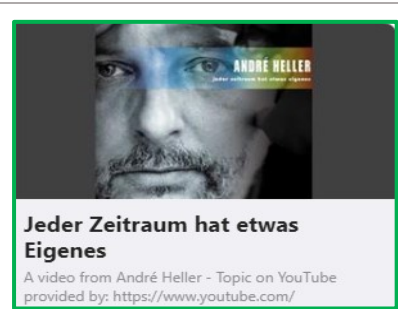 ANDRÉ HELLER
jeder zeitraum hat etwas eigenes
Jeder Zeitraum hat etwas
Eigenes
A video from André Heller - Topic on YouTube
provided by: https://www.youtube.com/